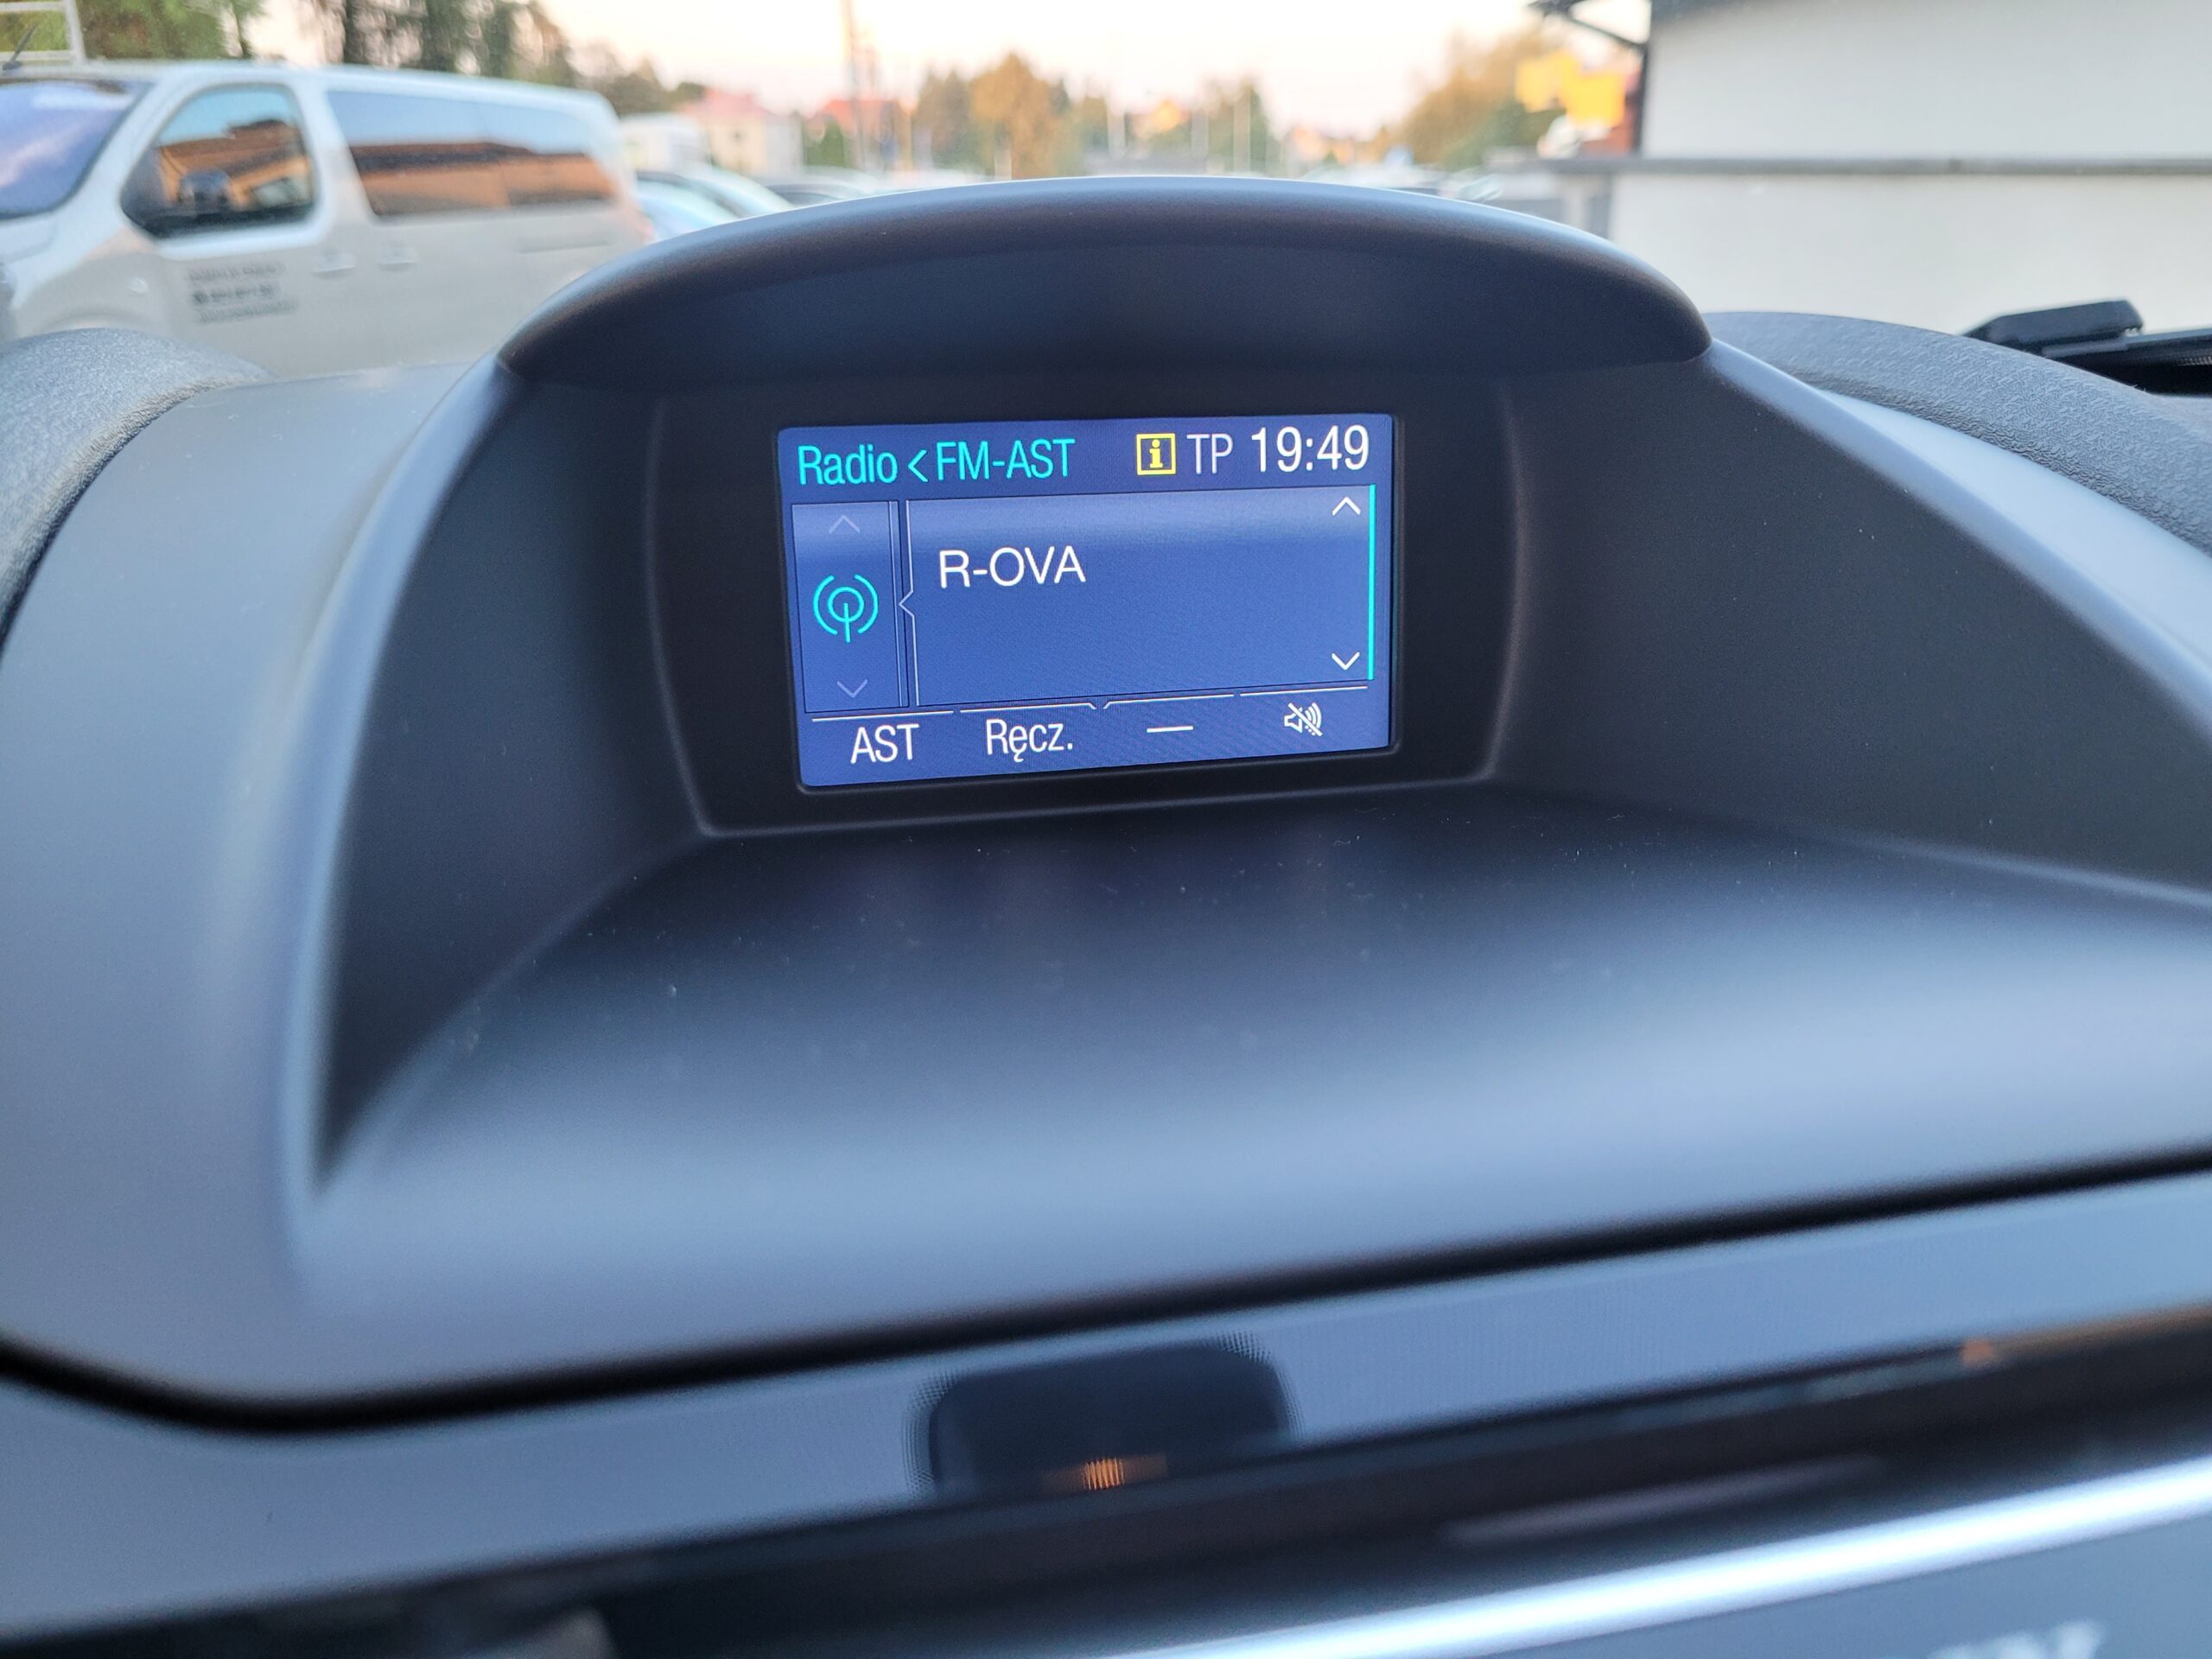 Radio < FM-AST i TP 19:49
R-OVA
AST Ręcz. —